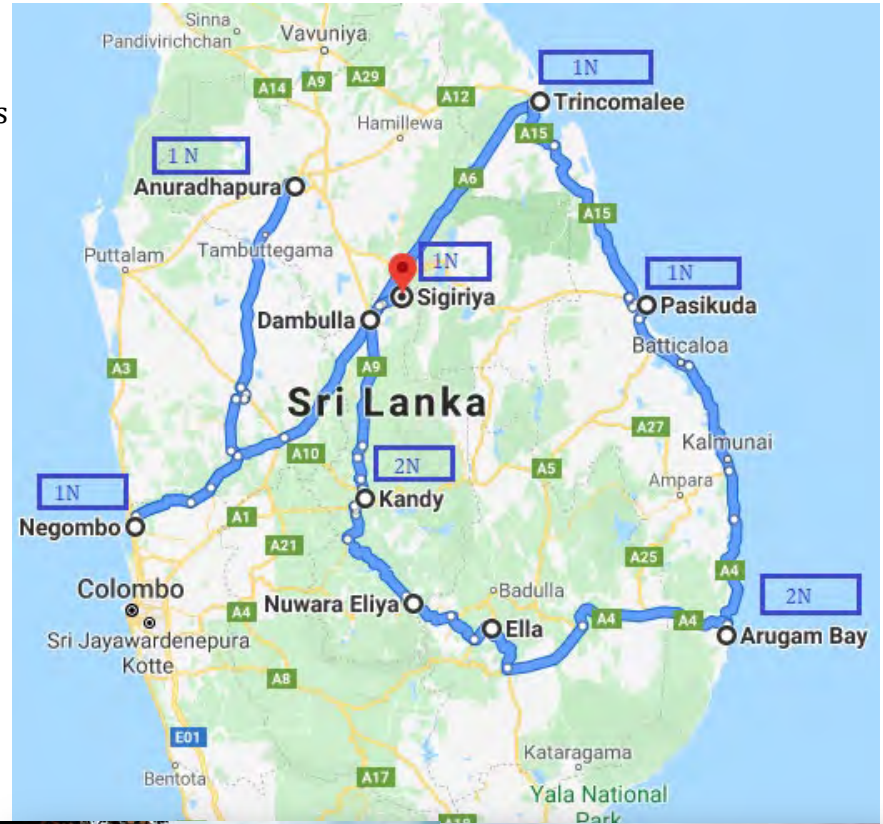 Sinna
Pandivirichchan
Vavuniya
1N
A14
A9
A29
A12
Trincomalee
s
Hamillewa
A15
1 N
Anuradhapura
A6
A15
Puttalam
Tambuttegama
1N
1N
Sigiriya
Pasikuda
Dambulla
Batticaloa
A3
A9
Sri Lanka
A27
Kalmunai
A10
2N
A5
Ampara
1N
Kandy
Negombo
A1
A21
A25
A4
Colombo
Badulla
2N
Nuwara Eliya
A4
Ella
A4
A4
Arugam Bay
Sri Jayawardenepura
Kotte
A8
E01
Kataragama
Bentota
A17
Yala National
Park
A18